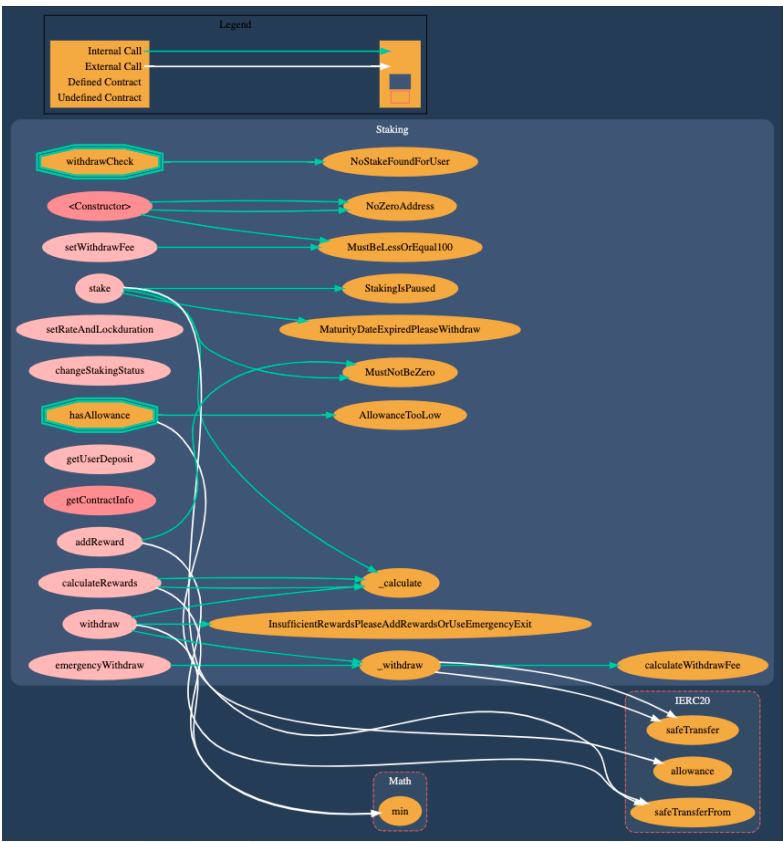 Legend
Internal Call
External Call
Defined Contract
Undefined Contract
Staking
withdrawCheck
NoStakeFoundForUser
<Constructor>
NoZeroAddress
setWithdrawFee
MustBeLessOrEqual100
stake
StakingIsPaused
setRateAndLockduration
MaturityDateExpiredPleaseWithdraw
changeStakingStatus
MustNotBeZero
hasAllowance
AllowanceTooLow
getUserDeposit
getContractInfo
addReward
calculateRewards
_calculate
withdraw
InsufficientRewardsPleaseAddRewardsOrUseEmergencyExit
emergencyWithdraw
_withdraw
calculateWithdrawFee
IERC20
safeTransfer
allowance
safeTransferFrom
Math
min